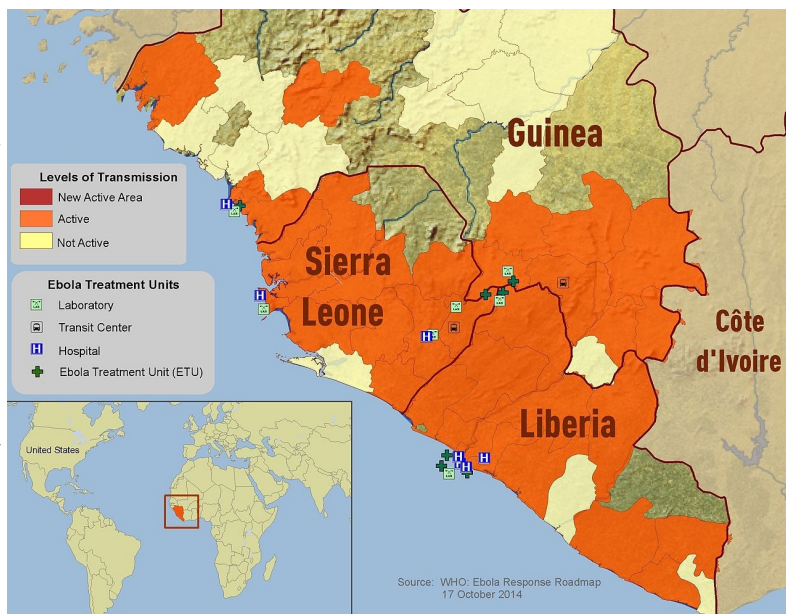 Guinea
Levels of Transmission
New Active Area
Active
Not Active
Sierra
Leone
Ebola Treatment Units
Laboratory
Transit Center
H
Hospital
Ebola Treatment Unit (ETU)
Côte
d'Ivoire
Liberia
United States
Source: WHO: Ebola Response Roadmap
17 October 2014